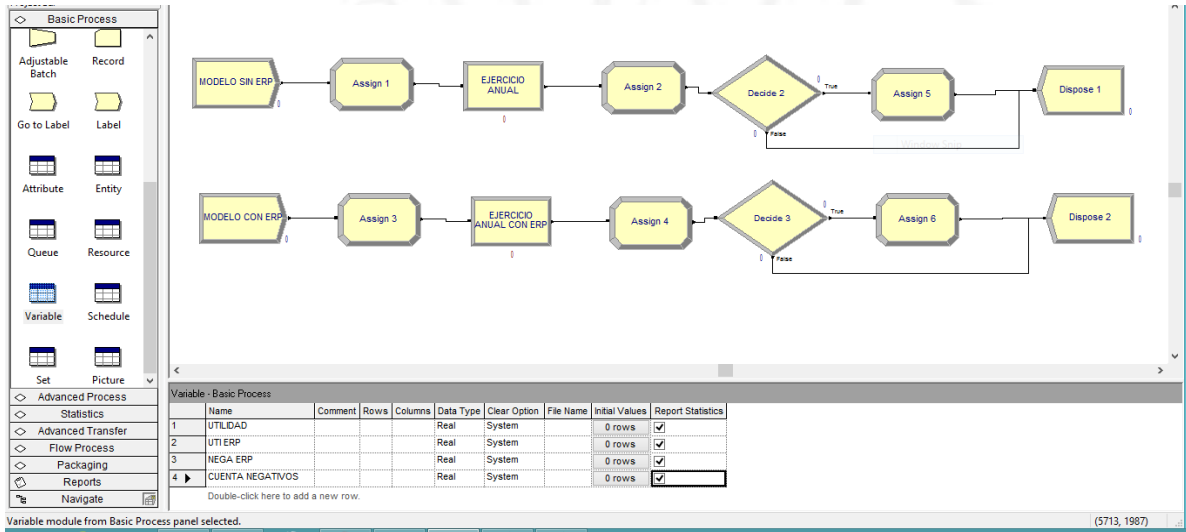 Basic Process
Adjustable
Batch
Record
Go to Label
Label
Attribute
Entity
Queue
Resource
Variable
Schedule
Set
Picture
Advanced Process
Statistics
Advanced Transfer
Flow Process
Packaging
Reports
Navigate
MODELO SIN ERP
0
Assign 1
EJERCICIO
ANUAL
0
Assign 2
Decide 2
0
True
0
False
Assign 5
Dispose 1
0
Window Snip
MODELO CON ERP
0
Assign 3
EJERCICIO
ANUAL CON ERP
0
Assign 4
Decide 3
0
True
0
False
Assign 6
Dispose 2
0
Variable - Basic Process
Name Comment Rows Columns Data Type Clear Option File Name Initial Values Report Statistics
1 UTILIDAD Real System 0 rows
2 UTI ERP Real System 0 rows
3 NEGA ERP Real System 0 rows
4 CUENTA NEGATIVOS Real System 0 rows
Double-click here to add a new row.
Variable module from Basic Process panel selected. (5713, 1987)